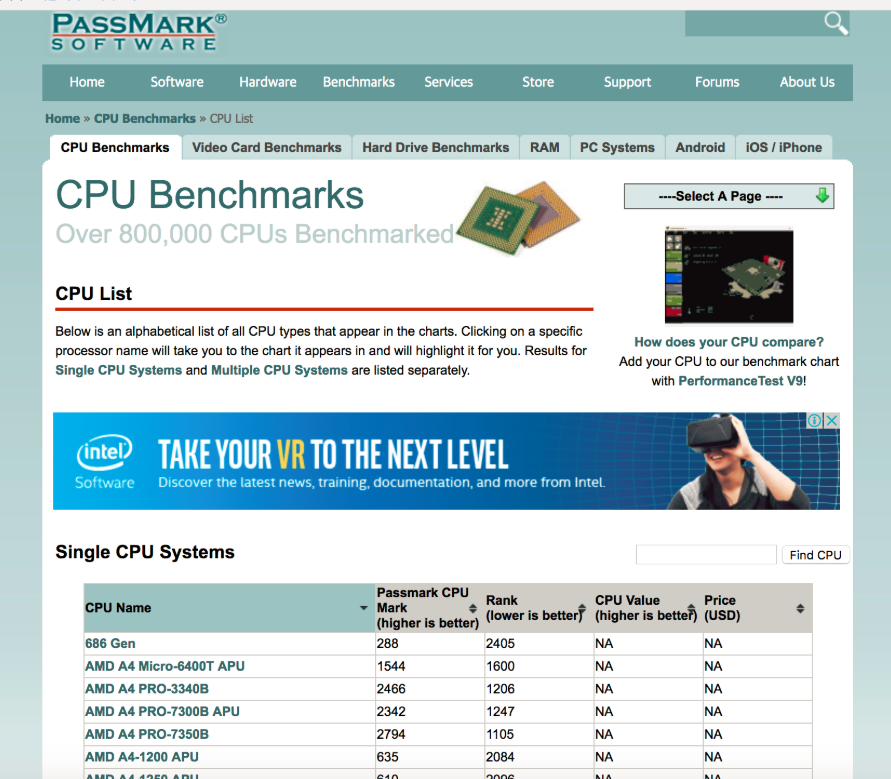 PASSMARK®
SOFTWARE
Home Software Hardware Benchmarks Services Store Support Forums About Us
Home » CPU Benchmarks » CPU List
CPU Benchmarks Video Card Benchmarks Hard Drive Benchmarks RAM PC Systems Android iOS / iPhone
CPU Benchmarks
Over 800,000 CPUs Benchmarked
----Select A Page ----
CPU List
Below is an alphabetical list of all CPU types that appear in the charts. Clicking on a specific
processor name will take you to the chart it appears in and will highlight it for you. Results for
Single CPU Systems and Multiple CPU Systems are listed separately.
How does your CPU compare?
Add your CPU to our benchmark chart
with PerformanceTest V9!
intel
Software
TAKE YOUR VR TO THE NEXT LEVEL
Discover the latest news, training, documentation, and more from Intel.
Single CPU Systems
Find CPU
CPU Name
Passmark CPU
Mark
(higher is better)
Rank
(lower is better)
CPU Value
(higher is better)
Price
(USD)
686 Gen 288 2405 NA NA
AMD A4 Micro-6400T APU 1544 1600 NA NA
AMD A4 PRO-3340B 2466 1206 NA NA
AMD A4 PRO-7300B APU 2342 1247 NA NA
AMD A4 PRO-7350B 2794 1105 NA NA
AMD A4-1200 APU 635 2084 NA NA
AMD A4-1250 APU 610 2096 NA NA